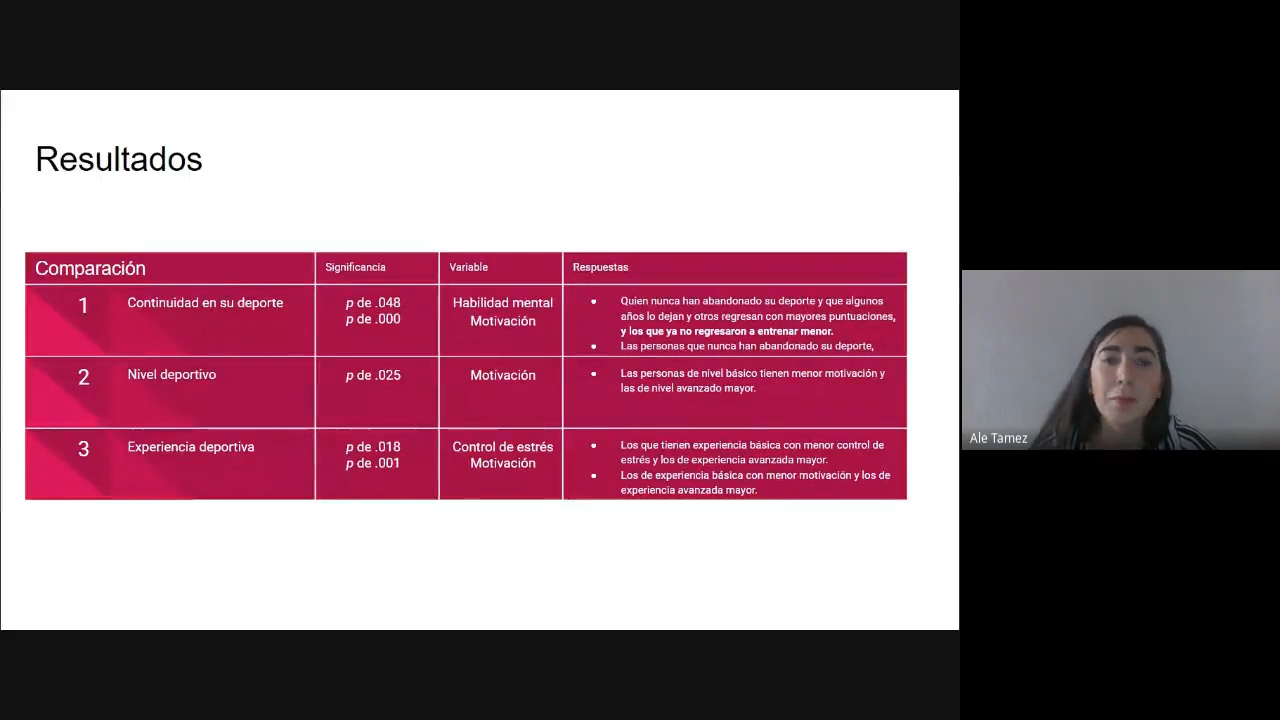 Resultados
Comparación Significancia Variable Respuestas
1 Continuidad en su deporte
p de .048
p de .000
Habilidad mental
Motivación
• Quien nunca han abandonado su deporte y que algunos
años lo dejan y otros regresan con mayores puntuaciones,
y los que ya no regresaron a entrenar menor.
• Las personas que nunca han abandonado su deporte,
2 Nivel deportivo
p de .025
Motivación
• Las personas de nivel básico tienen menor motivación y
las de nivel avanzado mayor.
3 Experiencia deportiva
p de .018
p de .001
Control de estrés
Motivación
• Los que tienen experiencia básica con menor control de
estrés y los de experiencia avanzada mayor.
• Los de experiencia básica con menor motivación y los de
experiencia avanzada mayor.
Ale Tamez